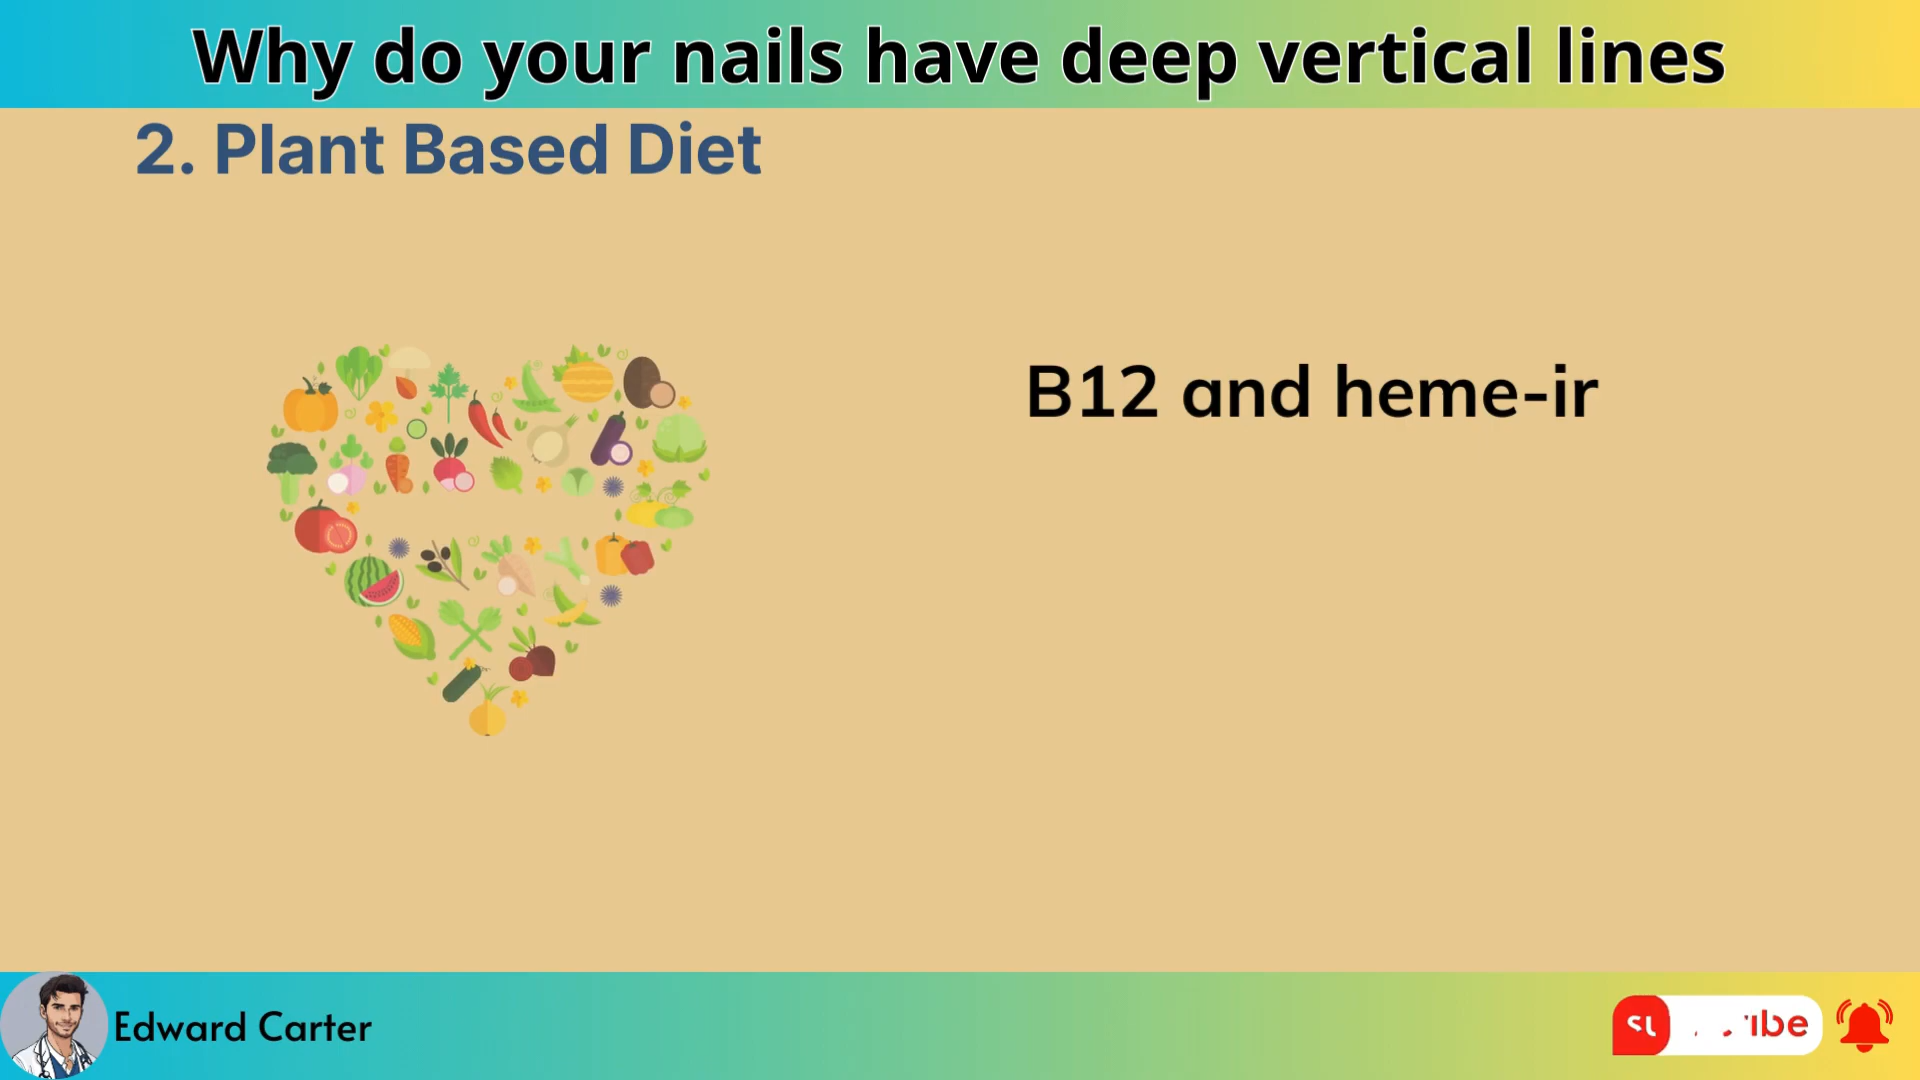 Why do your nails have deep vertical lines
2. Plant Based Diet
B12 and heme-ir
Edward Carter